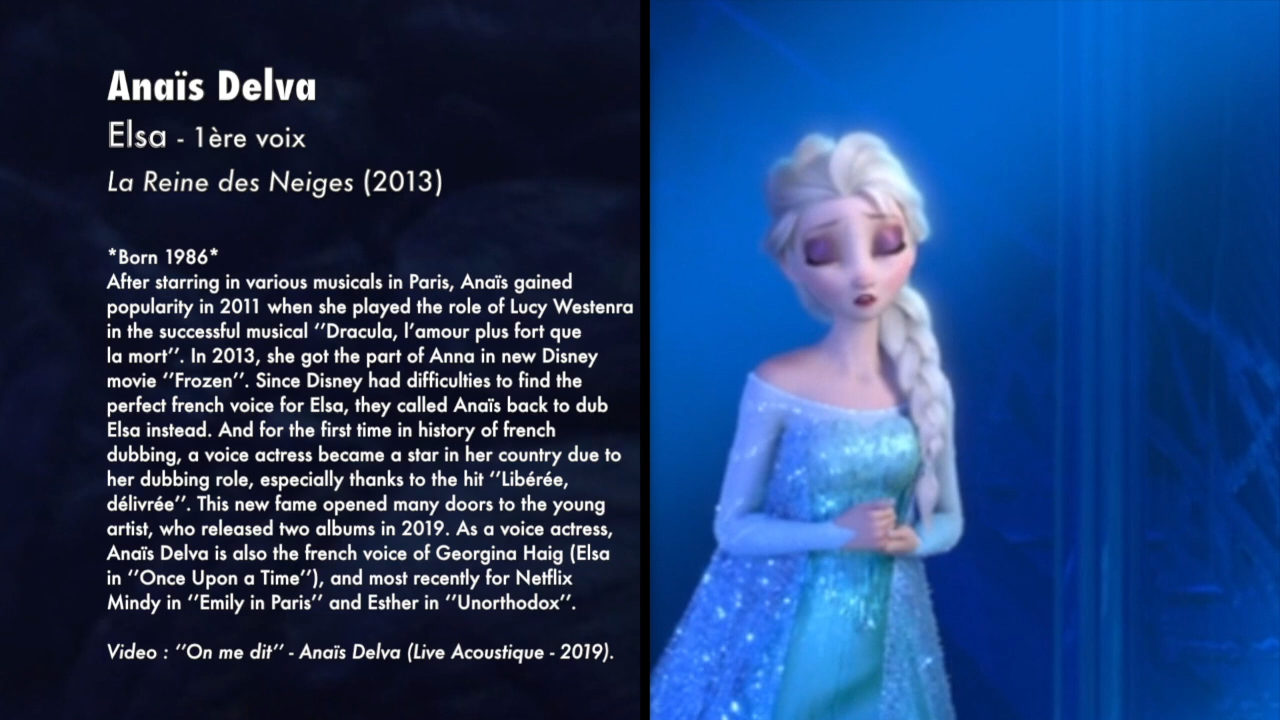 Anaïs Delva
Elsa - 1ère voix
La Reine des Neiges (2013)
*Born 1986*
After starring in various musicals in Paris, Anaïs gained
popularity in 2011 when she played the role of Lucy Westenra
in the successful musical ‘‘Dracula, l’amour plus fort que
la mort’’. In 2013, she got the part of Anna in new Disney
movie ‘‘Frozen’’. Since Disney had difficulties to find the
perfect french voice for Elsa, they called Anaïs back to dub
Elsa instead. And for the first time in history of french
dubbing, a voice actress became a star in her country due to
her dubbing role, especially thanks to the hit ‘‘Libérée,
délivrée’’. This new fame opened many doors to the young
artist, who released two albums in 2019. As a voice actress,
Anaïs Delva is also the french voice of Georgina Haig (Elsa
in ‘‘Once Upon a Time’’), and most recently for Netflix
Mindy in ‘‘Emily in Paris’’ and Esther in ‘‘Unorthodox’’.
Video : ‘‘On me dit’’ - Anaïs Delva (Live Acoustique - 2019).